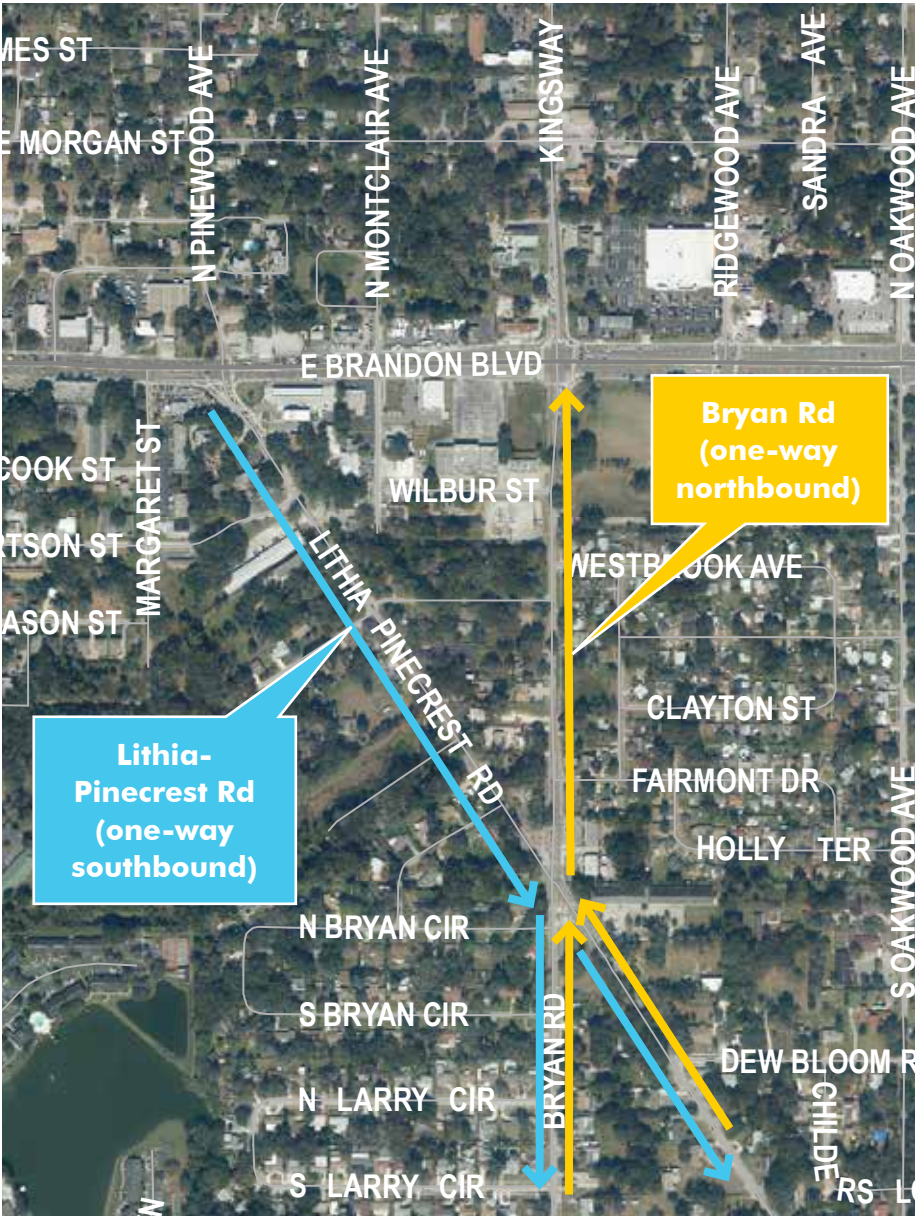 MES ST
E MORGAN ST
N PINEWOOD AVE
N MONTCLAIR AVE
KINGSWAY
RIDGEWOOD AVE
SANDRA AVE
N OAKWOOD AVE
E BRANDON BLVD
Bryan Rd
(one-way
northbound)
COOK ST
MARGARET ST
WILBUR ST
RTSON ST
LITHIA PINECREST RD
WESTBROOK AVE
ASON ST
CLAYTON ST
Lithia-
Pinecrest Rd
(one-way
southbound)
FAIRMONT DR
HOLLY TER
S OAKWOOD AVE
N BRYAN CIR
S BRYAN CIR
BRYAN RD
DEW BLOOM R
N LARRY CIR
CHILDE
S LARRY CIR
RS LO
N